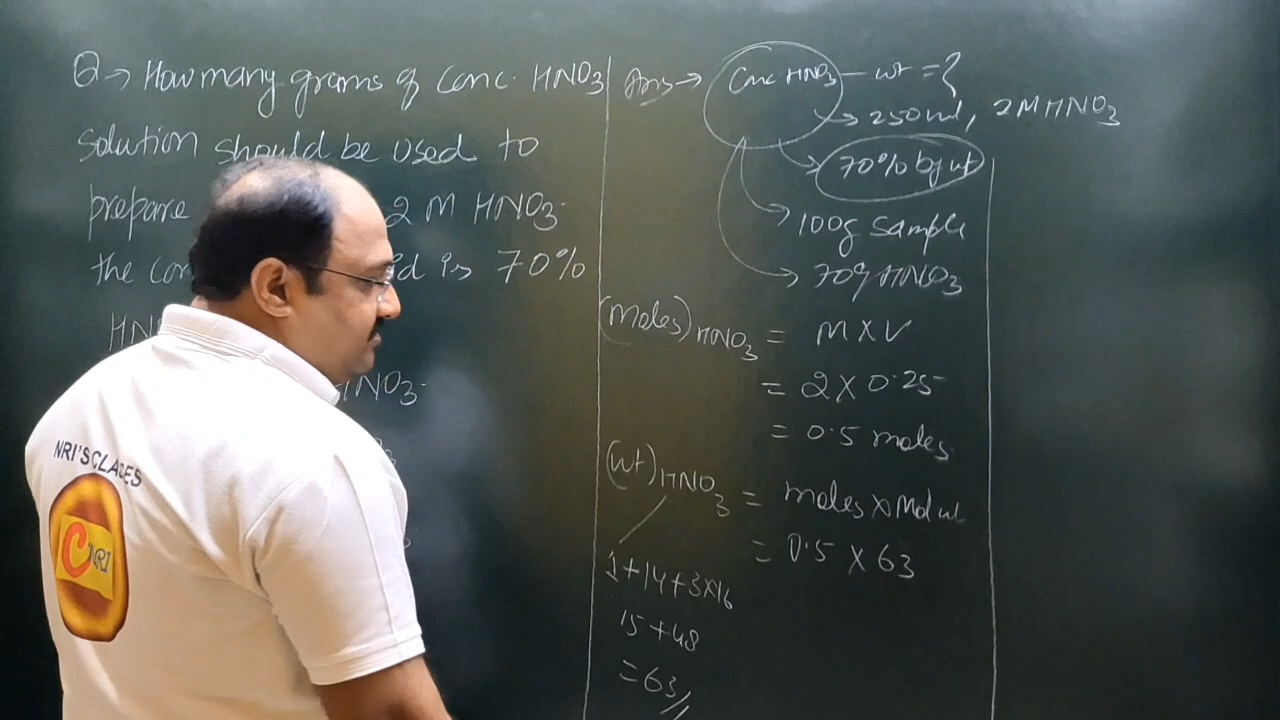 Q → How many grams of conc. HNO3
solution should be used to
prepare 2 M HNO3.
the is 70%
HNO3.
Ans → Conc HNO3 – wt = {
→ 250 ml, 2M HNO3
→ 70% by wt
→ 100g sample
→ 70g HNO3
(moles)HNO3 = M X V
= 2 X 0.25
= 0.5 moles
(wt)HNO3 = moles x Mol wt
= 0.5 X 63
1+14+3x16
15+48
=63//
NRI'S CLASSES
CNRI